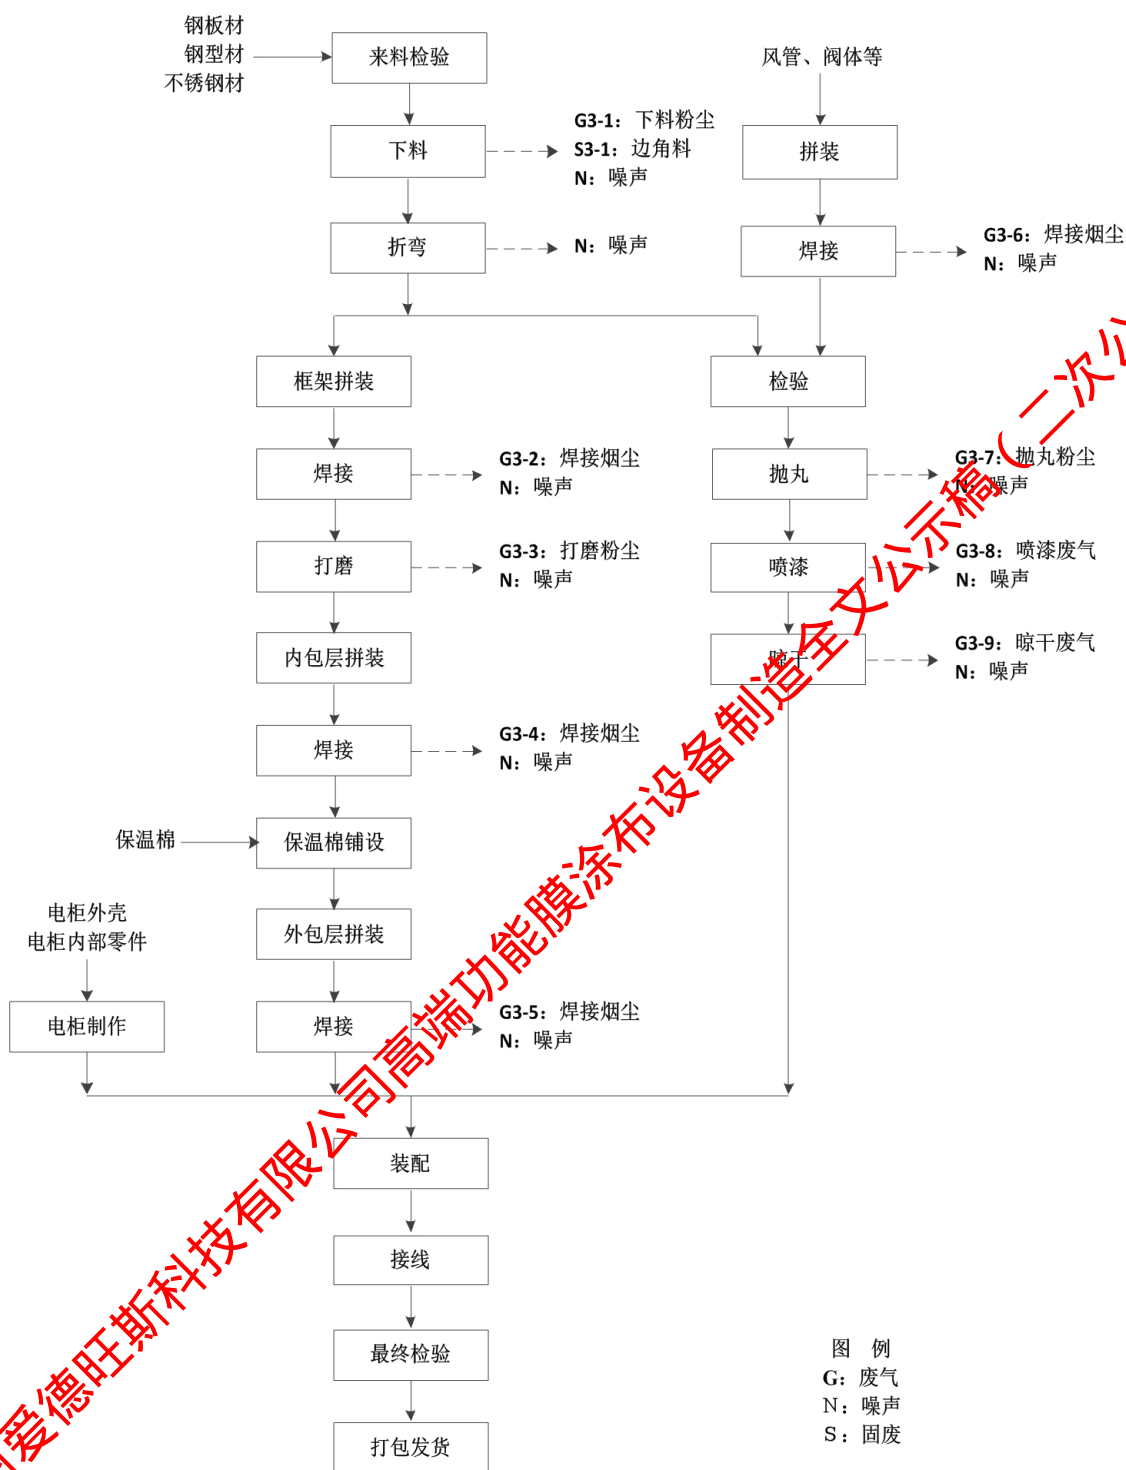 钢板材
钢型材
不锈钢材
来料检验
风管、阀体等
下料
G3-1：下料粉尘
S3-1：边角料
N：噪声
拼装
折弯
N：噪声
焊接
G3-6：焊接烟尘
N：噪声
框架拼装
检验
焊接
G3-2：焊接烟尘
N：噪声
抛丸
G3-7：抛丸粉尘
N：噪声
打磨
G3-3：打磨粉尘
N：噪声
喷漆
G3-8：喷漆废气
N：噪声
内包层拼装
晾干
G3-9：晾干废气
N：噪声
焊接
G3-4：焊接烟尘
N：噪声
保温棉
保温棉铺设
电柜外壳
电柜内部零件
外包层拼装
电柜制作
焊接
G3-5：焊接烟尘
N：噪声
装配
接线
最终检验
打包发货
图 例
G：废气
N：噪声
S：固废
爱德旺斯科技有限公司高端功能膜涂布设备制造全文公示稿（二次公